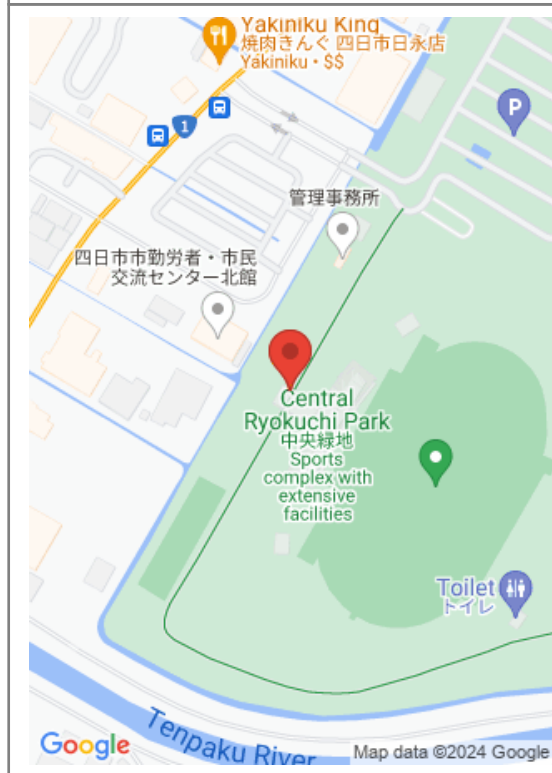 Yakiniku King
焼肉きんぐ 四日市日永店
Yakiniku・$$
P
1
管理事務所
四日市市勤労者・市民
交流センター北館
Central
Ryokuchi Park
中央緑地
Sports
complex with
extensive
facilities
Toilet
トイレ
Tenpaku River
Google
Map data ©2024 Google